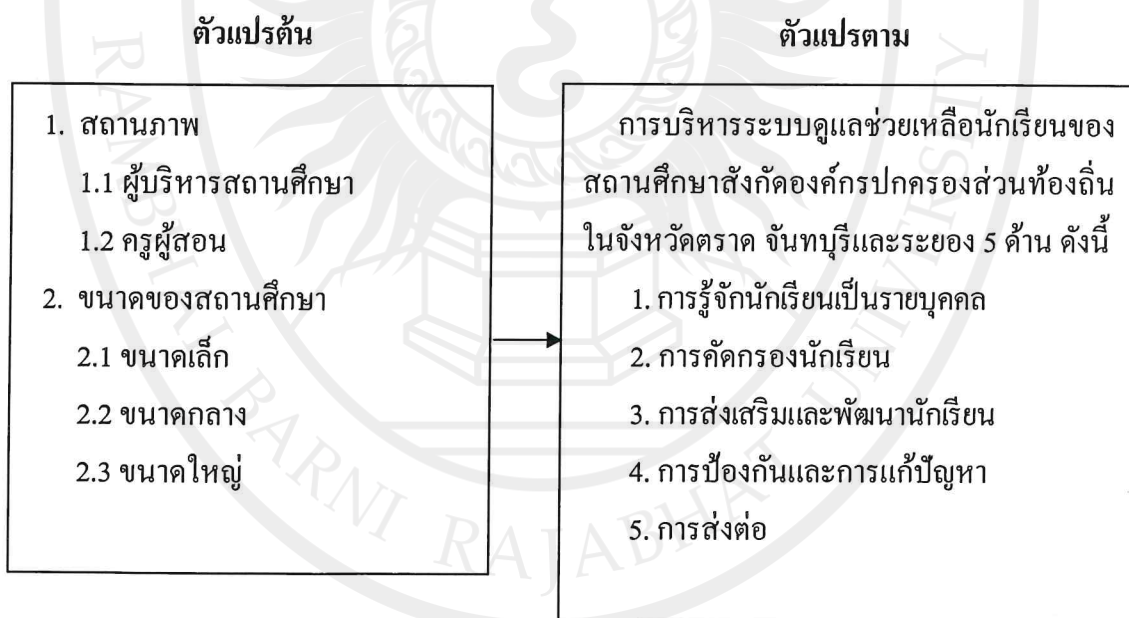 ตัวแปรต้น
1. สถานภาพ
1.1 ผู้บริหารสถานศึกษา
1.2 ครูผู้สอน
2. ขนาดของสถานศึกษา
2.1 ขนาดเล็ก
2.2 ขนาดกลาง
2.3 ขนาดใหญ่
ตัวแปรตาม
การบริหารระบบดูแลช่วยเหลือนักเรียนของ
สถานศึกษาสังกัดองค์กรปกครองส่วนท้องถิ่น
ในจังหวัดตราด จันทบุรีและระยอง 5 ด้าน ดังนี้
1. การรู้จักนักเรียนเป็นรายบุคคล
2. การคัดกรองนักเรียน
3. การส่งเสริมและพัฒนานักเรียน
4. การป้องกันและการแก้ปัญหา
5. การส่งต่อ
RAMBHAI BARNI RAJABHAT UNIVERSITY